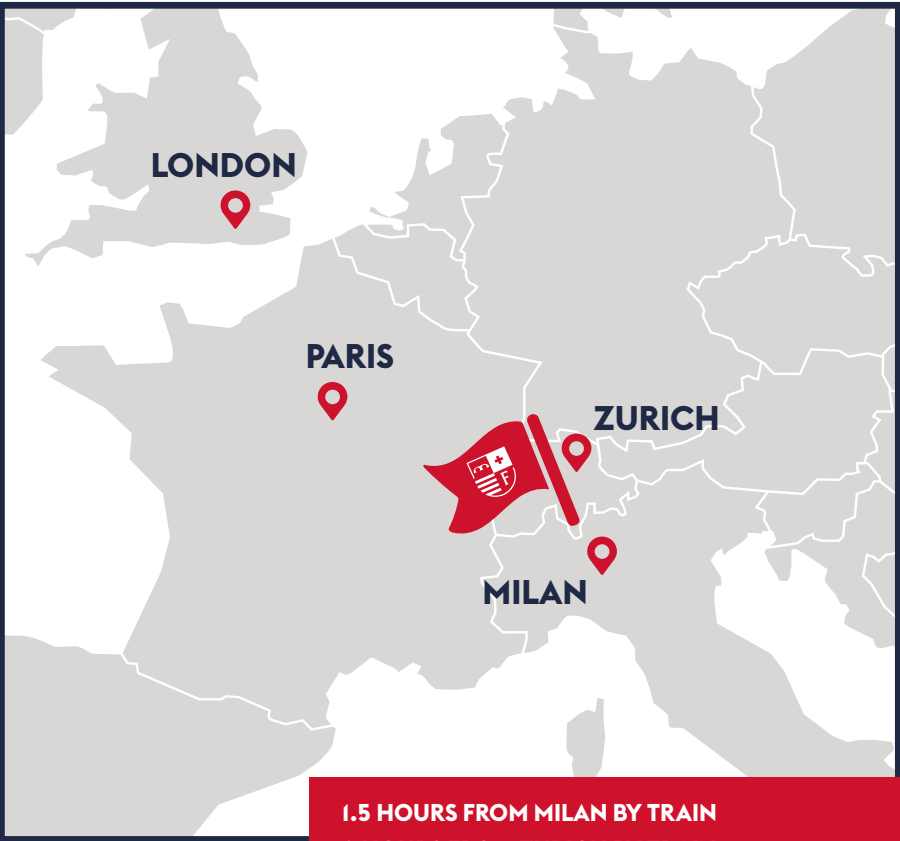 LONDON
PARIS
ZURICH
F
MILAN
1.5 HOURS FROM MILAN BY TRAIN